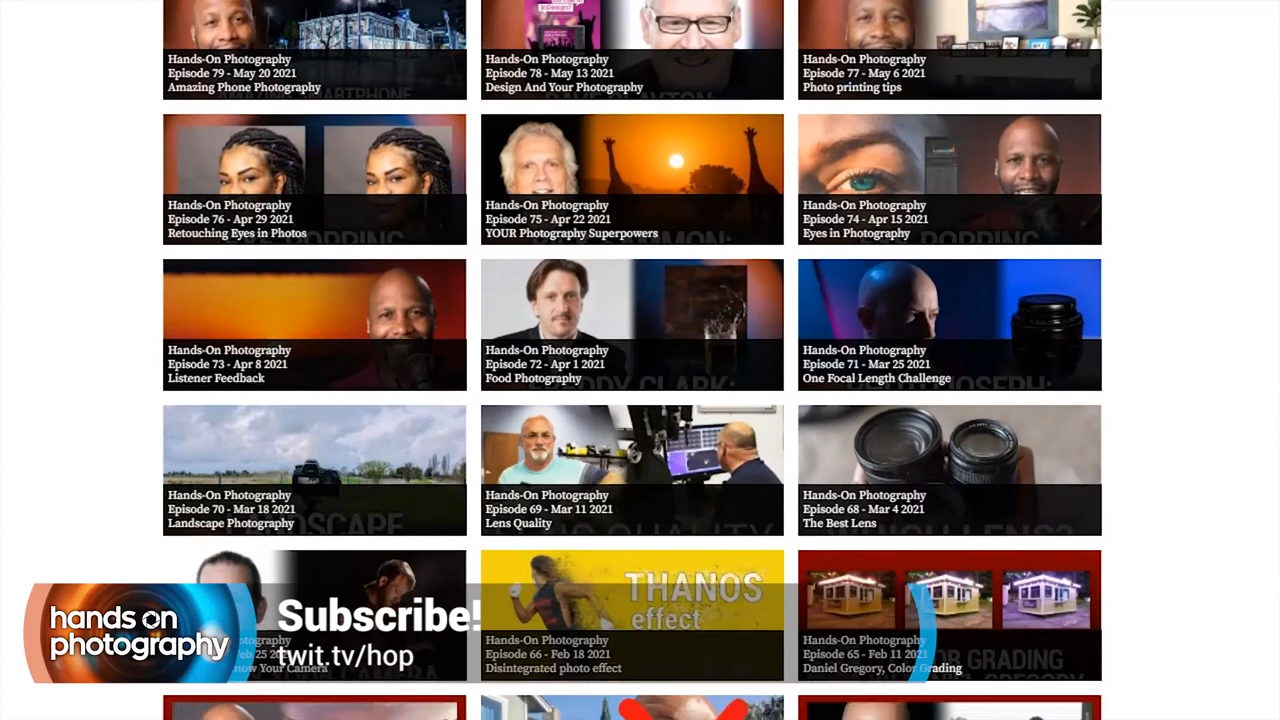 InDesign?
Hands-On Photography
Episode 79 - May 20 2021
Amazing Phone Photography
Hands-On Photography
Episode 78 - May 13 2021
Design And Your Photography
Hands-On Photography
Episode 77 - May 6 2021
Photo printing tips
Hands-On Photography
Episode 76 - Apr 29 2021
Retouching Eyes in Photos
Hands-On Photography
Episode 75 - Apr 22 2021
YOUR Photography Superpowers
Hands-On Photography
Episode 74 - Apr 15 2021
Eyes in Photography
Hands-On Photography
Episode 73 - Apr 8 2021
Listener Feedback
Hands-On Photography
Episode 72 - Apr 1 2021
Food Photography
Hands-On Photography
Episode 71 - Mar 25 2021
One Focal Length Challenge
Hands-On Photography
Episode 70 - Mar 18 2021
Landscape Photography
LANDSCAPE
Hands-On Photography
Episode 69 - Mar 11 2021
Lens Quality
Hands-On Photography
Episode 68 - Mar 4 2021
The Best Lens
THANOS
effect
Hands-On Photography
Episode 66 - Feb 18 2021
Disintegrated photo effect
Hands-On Photography
Episode 65 - Feb 11 2021
Daniel Gregory, Color Grading
hands on
photography
Subscribe!
twit.tv/hop
Know Your Camera